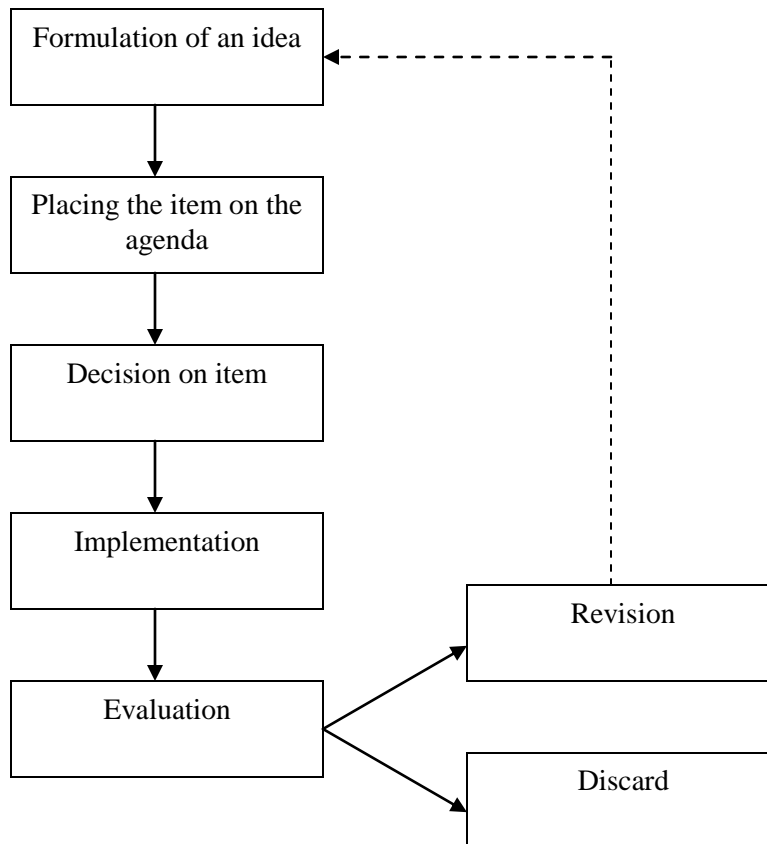 Formulation of an idea
Placing the item on the
agenda
Decision on item
Implementation
Evaluation
Revision
Discard